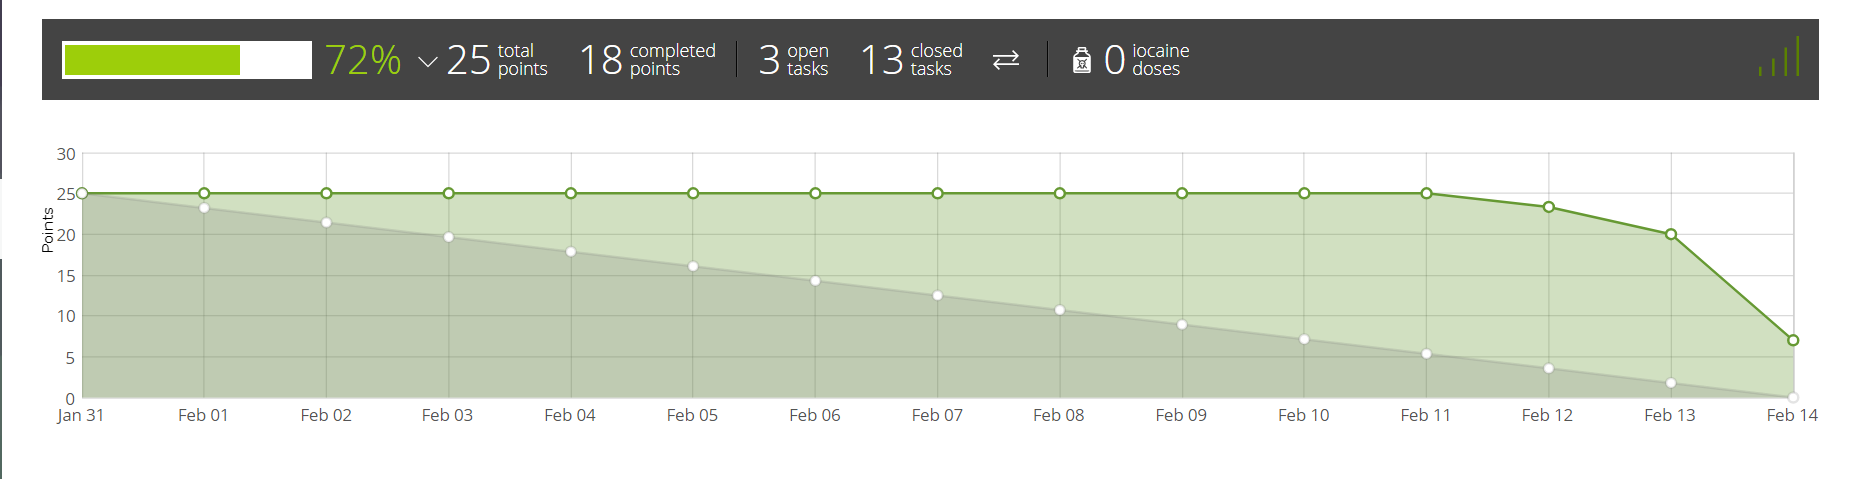 72% 25 total points 18 completed points 3 open tasks 13 closed tasks 0 iocaine doses
30
25
20
15
10
5
0
Points
Jan 31 Feb 01 Feb 02 Feb 03 Feb 04 Feb 05 Feb 06 Feb 07 Feb 08 Feb 09 Feb 10 Feb 11 Feb 12 Feb 13 Feb 14